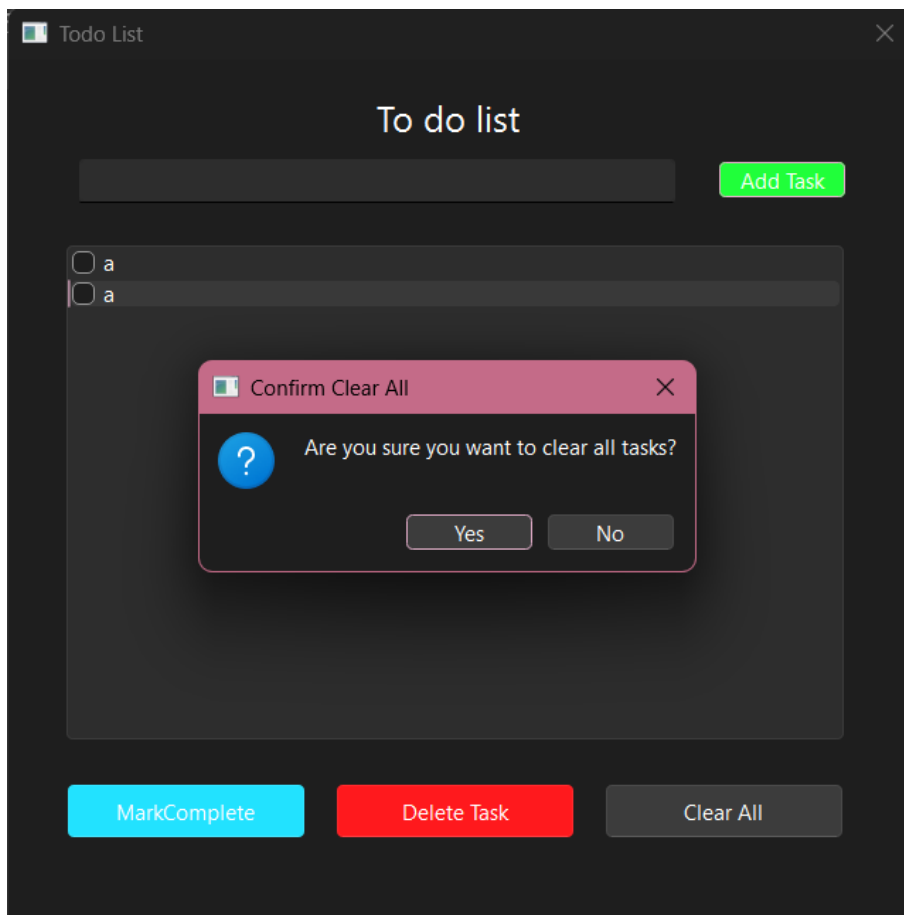 Todo List
To do list
Add Task
a
a
Confirm Clear All
Are you sure you want to clear all tasks?
Yes No
MarkComplete Delete Task Clear All